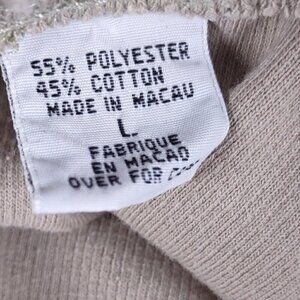 55% POLYESTER
45% COTTON
MADE IN MACAU
L
FABRIQUE
EN MACAO
OVER FOR